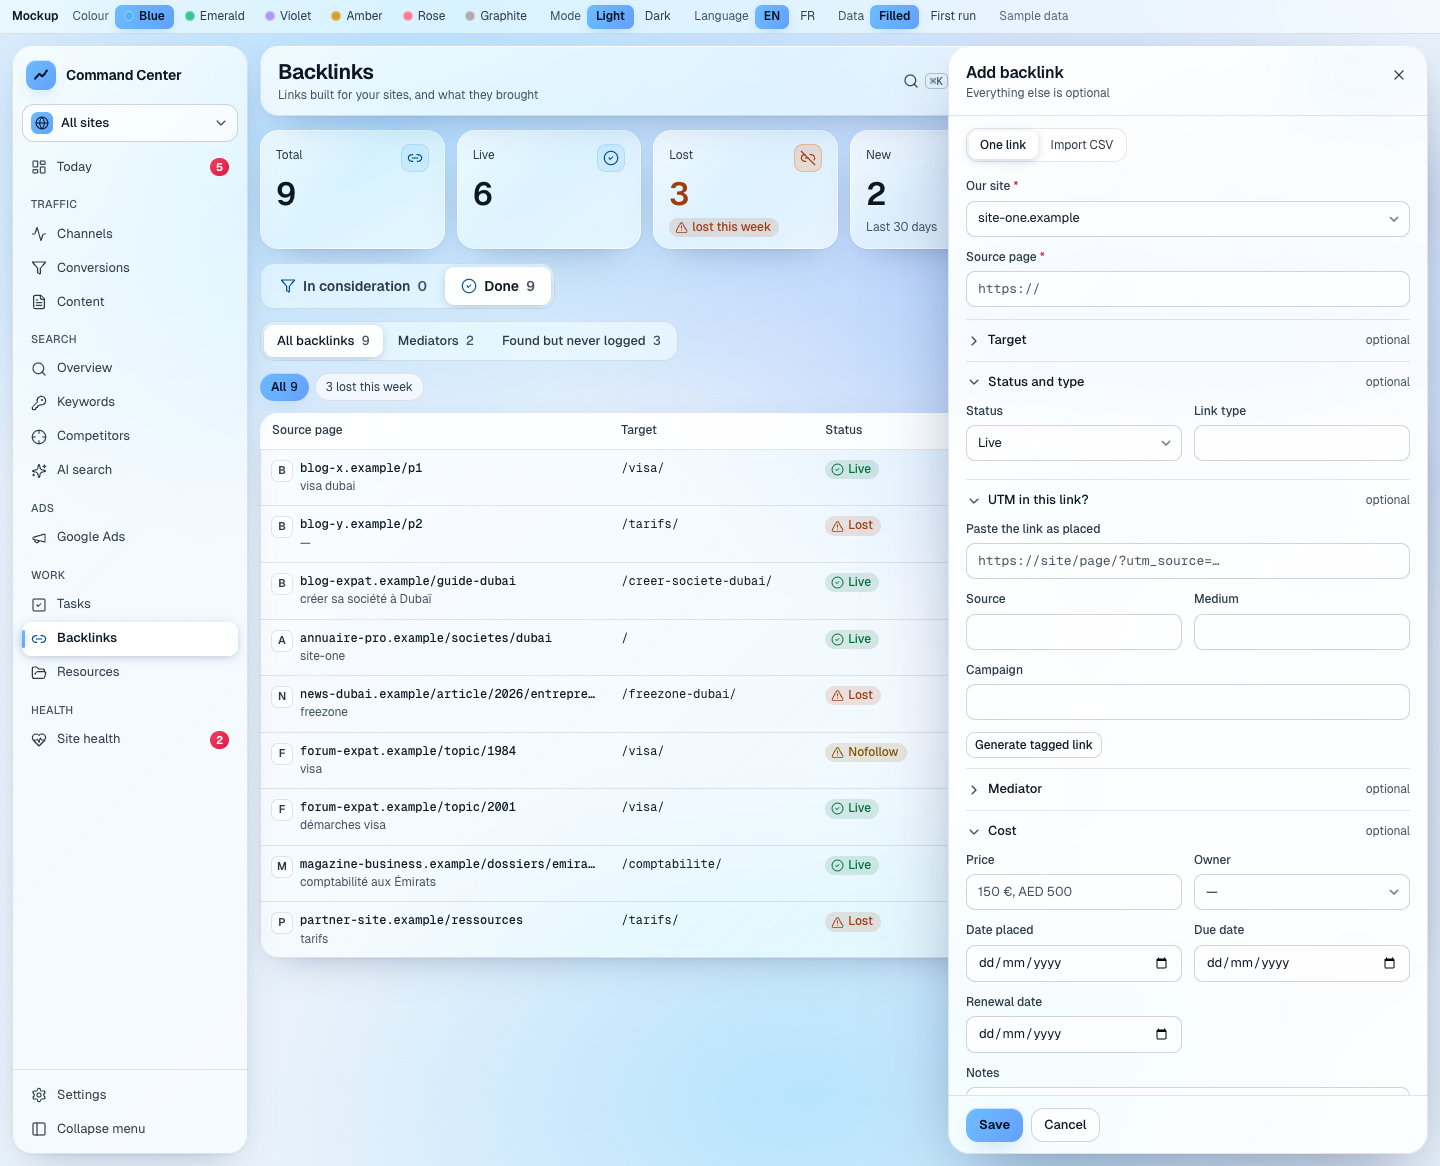 Mockup Colour Blue Emerald Violet Amber Rose Graphite Mode Light Dark Language EN FR Data Filled First run Sample data
Command Center
All sites
Today 5
TRAFFIC
Channels
Conversions
Content
SEARCH
Overview
Keywords
Competitors
AI search
ADS
Google Ads
WORK
Tasks
Backlinks
Resources
HEALTH
Site health 2
Settings
Collapse menu
Backlinks
Links built for your sites, and what they brought
⌘K
Total
9
Live
6
Lost
3
lost this week
New
2
Last 30 days
In consideration 0 Done 9
All backlinks 9 Mediators 2 Found but never logged 3
All 9 3 lost this week
Source page Target Status
B blog-x.example/p1 /visa/ Live
visa dubai
B blog-y.example/p2 /tarifs/ Lost
—
B blog-expat.example/guide-dubai /creer-societe-dubai/ Live
créer sa société à Dubaï
A annuaire-pro.example/societes/dubai / Live
site-one
N news-dubai.example/article/2026/entrepre… /freezone-dubai/ Lost
freezone
F forum-expat.example/topic/1984 /visa/ Nofollow
visa
F forum-expat.example/topic/2001 /visa/ Live
démarches visa
M magazine-business.example/dossiers/emira… /comptabilite/ Live
comptabilité aux Émirats
P partner-site.example/ressources /tarifs/ Lost
tarifs
Add backlink
Everything else is optional
One link Import CSV
Our site *
site-one.example
Source page *
https://
Target optional
Status and type optional
Status Link type
Live
UTM in this link? optional
Paste the link as placed
https://site/page/?utm_source=…
Source Medium
Campaign
Generate tagged link
Mediator optional
Cost optional
Price Owner
150 €, AED 500 —
Date placed Due date
dd/mm/yyyy dd/mm/yyyy
Renewal date
dd/mm/yyyy
Notes
Save Cancel